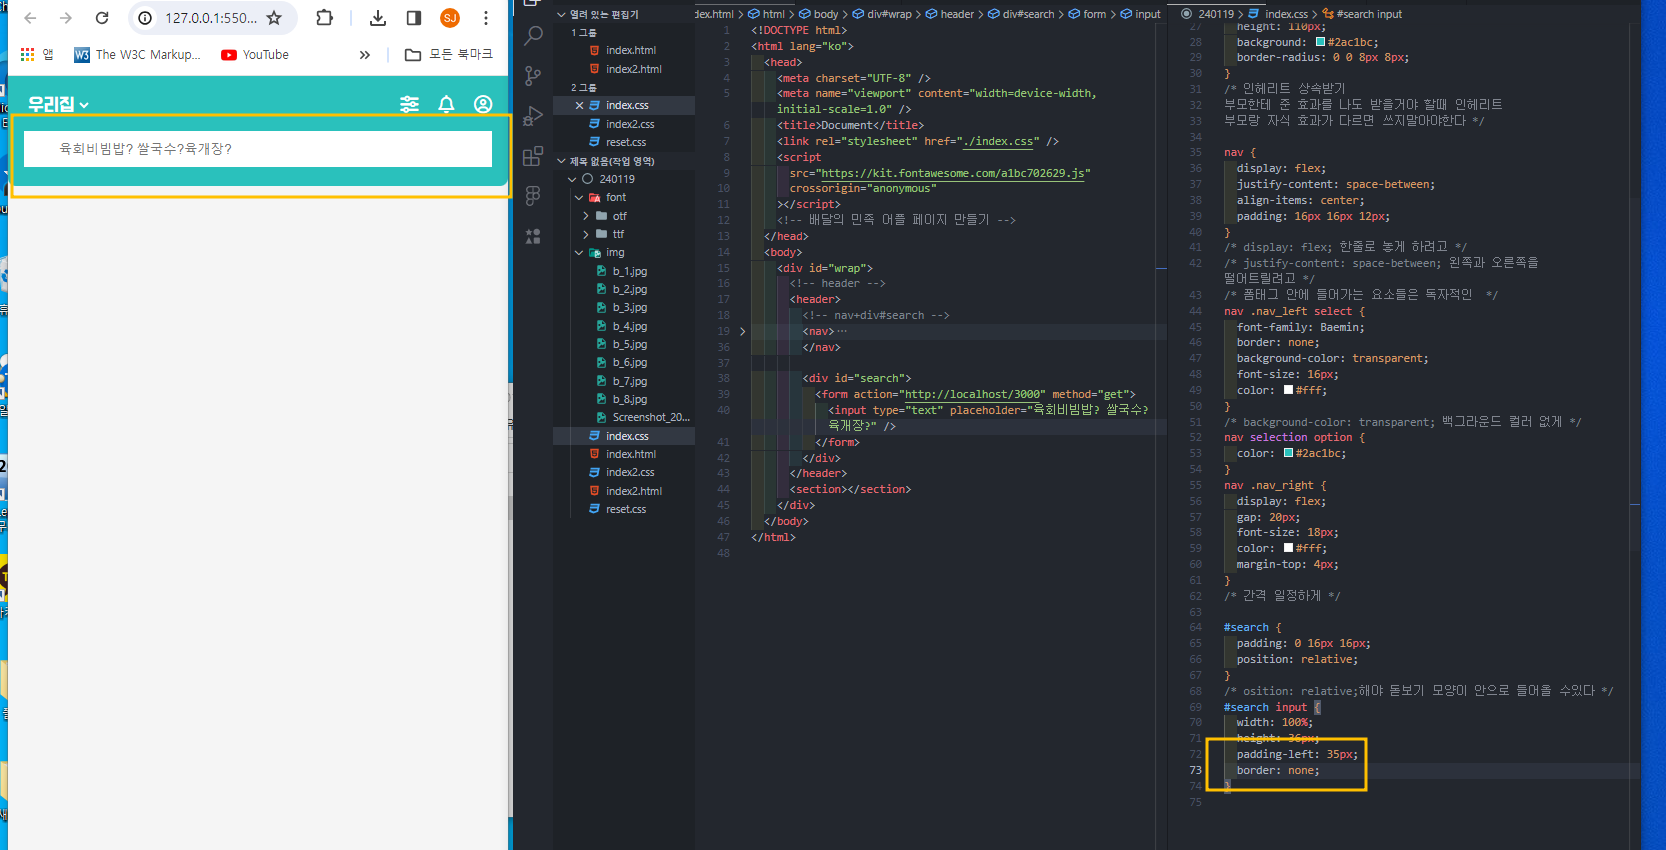 127.0.0.1:550...
SJ
앱
The W3C Markup...
YouTube
»
모든 북마크
우리집
육회비빔밥? 쌀국수?육개장?
열려 있는 편집기
1 그룹
index.html
index2.html
2 그룹
index.css
index2.css
reset.css
제목 없음(작업 영역)
240119
font
otf
ttf
img
b_1.jpg
b_2.jpg
b_3.jpg
b_4.jpg
b_5.jpg
b_6.jpg
b_7.jpg
b_8.jpg
Screenshot_20...
index.css
index.html
index2.css
index2.html
reset.css
dex.html > html > body > div#wrap > header > div#search > form > input
1 <!DOCTYPE html>
2 <html lang="ko">
3 <head>
4 <meta charset="UTF-8" />
5 <meta name="viewport" content="width=device-width,
initial-scale=1.0" />
6 <title>Document</title>
7 <link rel="stylesheet" href="./index.css" />
8 <script
9 src="https://kit.fontawesome.com/a1bc702629.js"
10 crossorigin="anonymous"
11 ></script>
12 <!-- 배달의 민족 어플 페이지 만들기 -->
13 </head>
14 <body>
15 <div id="wrap">
16 <!-- header -->
17 <header>
18 <!-- nav+div#search -->
19 <nav>…
36 </nav>
37
38 <div id="search">
39 <form action="http://localhost/3000" method="get">
40 <input type="text" placeholder="육회비빔밥? 쌀국수?
육개장?" />
41 </form>
42 </div>
43 </header>
44 <section></section>
45 </div>
46 </body>
47 </html>
48
240119 > index.css > #search input
27 height: 110px;
28 background: #2ac1bc;
29 border-radius: 0 0 8px 8px;
30 }
31 /* 인헤리트 상속받기
32 부모한테 준 효과를 나도 받을거야 할때 인헤리트
33 부모랑 자식 효과가 다르면 쓰지말아야한다 */
34
35 nav {
36 display: flex;
37 justify-content: space-between;
38 align-items: center;
39 padding: 16px 16px 12px;
40 }
41 /* display: flex; 한줄로 놓게 하려고 */
42 /* justify-content: space-between; 왼쪽과 오른쪽을
떨어트릴려고 */
43 /* 폼태그 안에 들어가는 요소들은 독자적인 */
44 nav .nav_left select {
45 font-family: Baemin;
46 border: none;
47 background-color: transparent;
48 font-size: 16px;
49 color: #fff;
50 }
51 /* background-color: transparent; 백그라운드 컬러 없게 */
52 nav selection option {
53 color: #2ac1bc;
54 }
55 nav .nav_right {
56 display: flex;
57 gap: 20px;
58 font-size: 18px;
59 color: #fff;
60 margin-top: 4px;
61 }
62 /* 간격 일정하게 */
63
64 #search {
65 padding: 0 16px 16px;
66 position: relative;
67 }
68 /* osition: relative;해야 돋보기 모양이 안으로 들어올 수있다 */
69 #search input {
70 width: 100%;
71 height: 36px;
72 padding-left: 35px;
73 border: none;
74 }
75